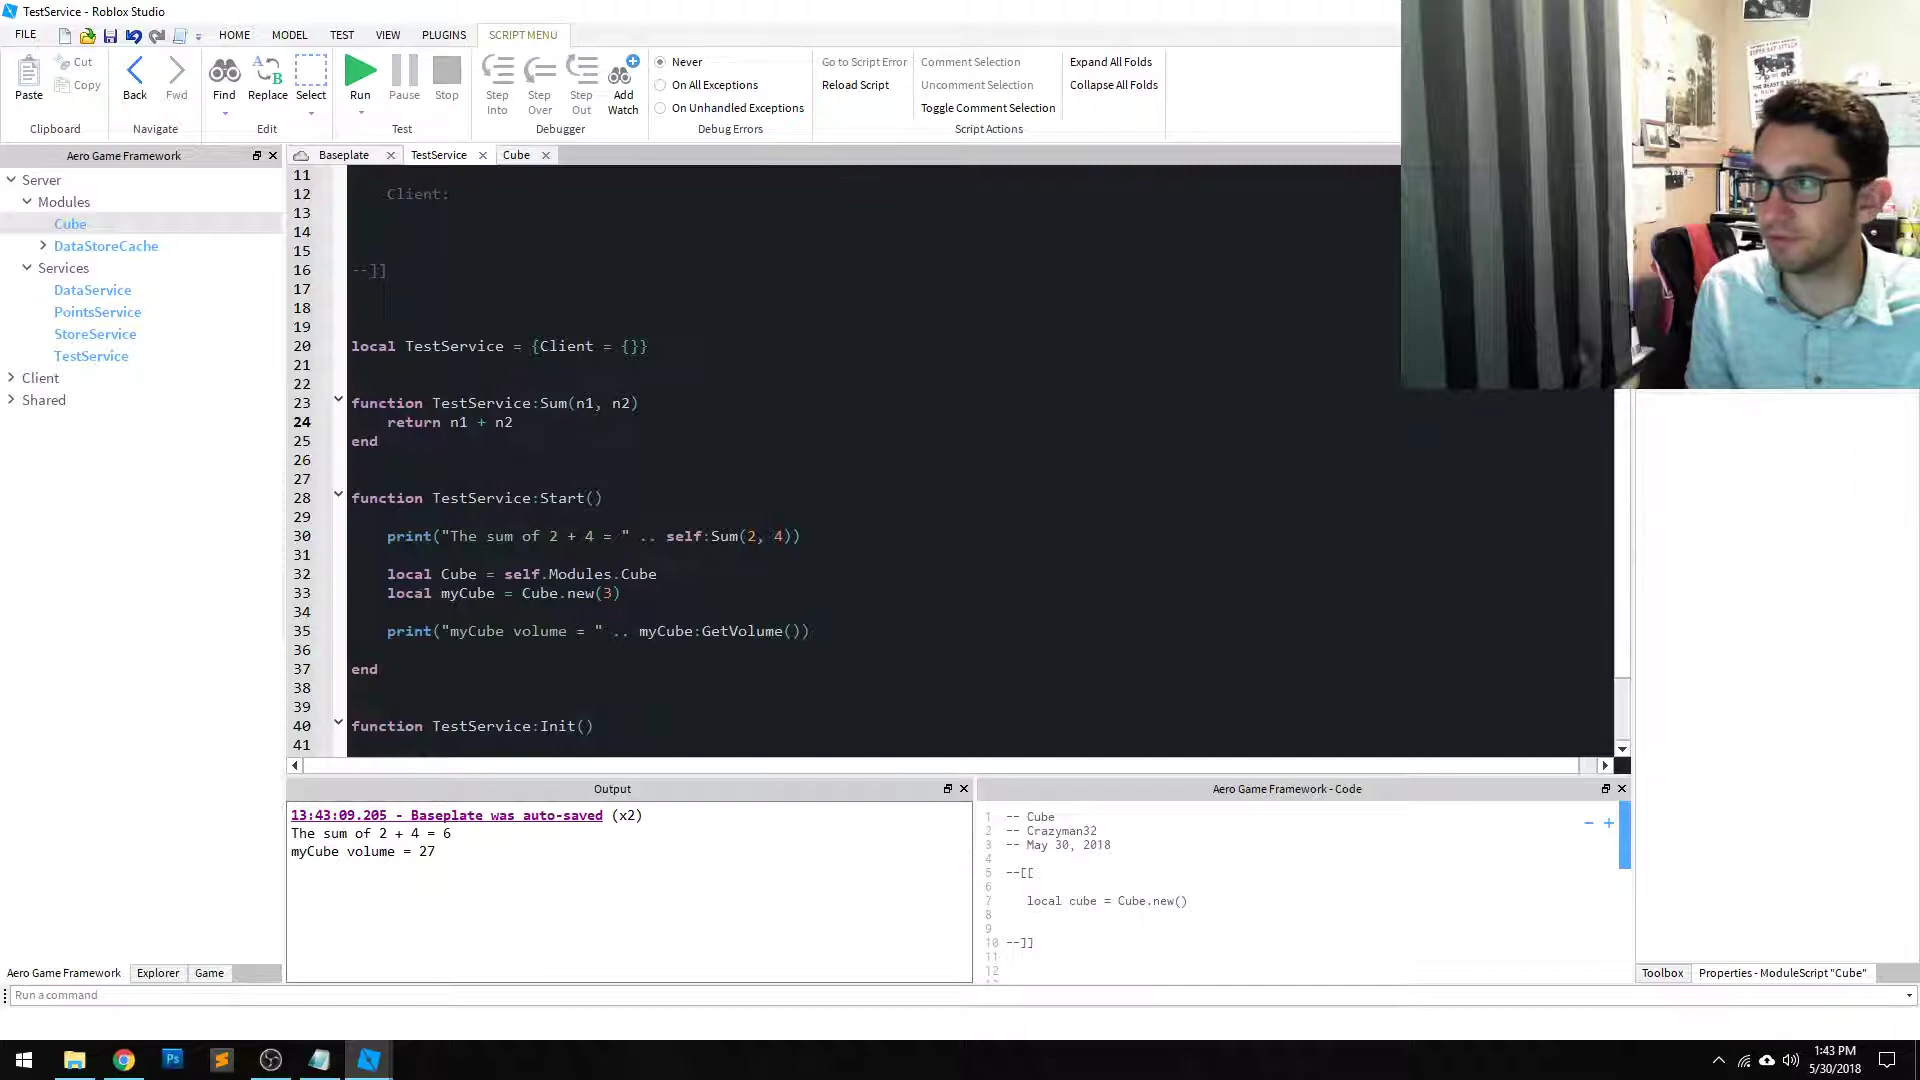 TestService - Roblox Studio
FILE
HOME
MODEL
TEST
VIEW
PLUGINS
SCRIPT MENU
Paste
Cut
Copy
Clipboard
Back
Fwd
Navigate
Find
Replace
Select
Edit
Run
Pause
Stop
Test
Step Into
Step Over
Step Out
Add Watch
Debugger
Never
On All Exceptions
On Unhandled Exceptions
Debug Errors
Go to Script Error
Reload Script
Comment Selection
Uncomment Selection
Toggle Comment Selection
Script Actions
Expand All Folds
Collapse All Folds
Aero Game Framework
Server
Modules
Cube
DataStoreCache
Services
DataService
PointsService
StoreService
TestService
Client
Shared
Baseplate
TestService
Cube
11
12 Client:
13
14
15
16 --]]
17
18
19
20 local TestService = {Client = {}}
21
22
23 function TestService:Sum(n1, n2)
24 return n1 + n2
25 end
26
27
28 function TestService:Start()
29
30 print("The sum of 2 + 4 = " .. self:Sum(2, 4))
31
32 local Cube = self.Modules.Cube
33 local myCube = Cube.new(3)
34
35 print("myCube volume = " .. myCube:GetVolume())
36
37 end
38
39
40 function TestService:Init()
41
Output
13:43:09.205 - Baseplate was auto-saved (x2)
The sum of 2 + 4 = 6
myCube volume = 27
Aero Game Framework - Code
1 -- Cube
2 -- Crazyman32
3 -- May 30, 2018
4
5 --[[
6
7 local cube = Cube.new()
8
9
10 --]]
11
12
Aero Game Framework
Explorer
Game
Toolbox
Properties - ModuleScript "Cube"
Run a command
Ps
1:43 PM
5/30/2018